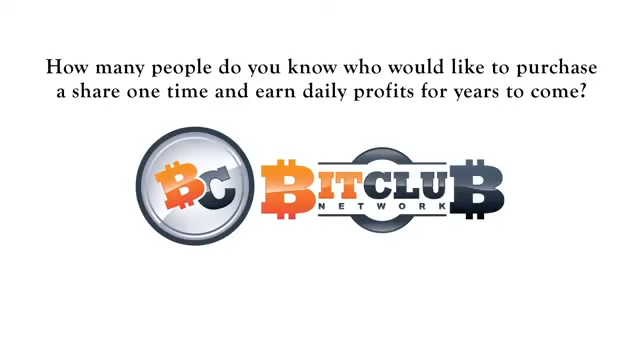 How many people do you know who would like to purchase
a share one time and earn daily profits for years to come?
BC BITCLUB
NETWORK